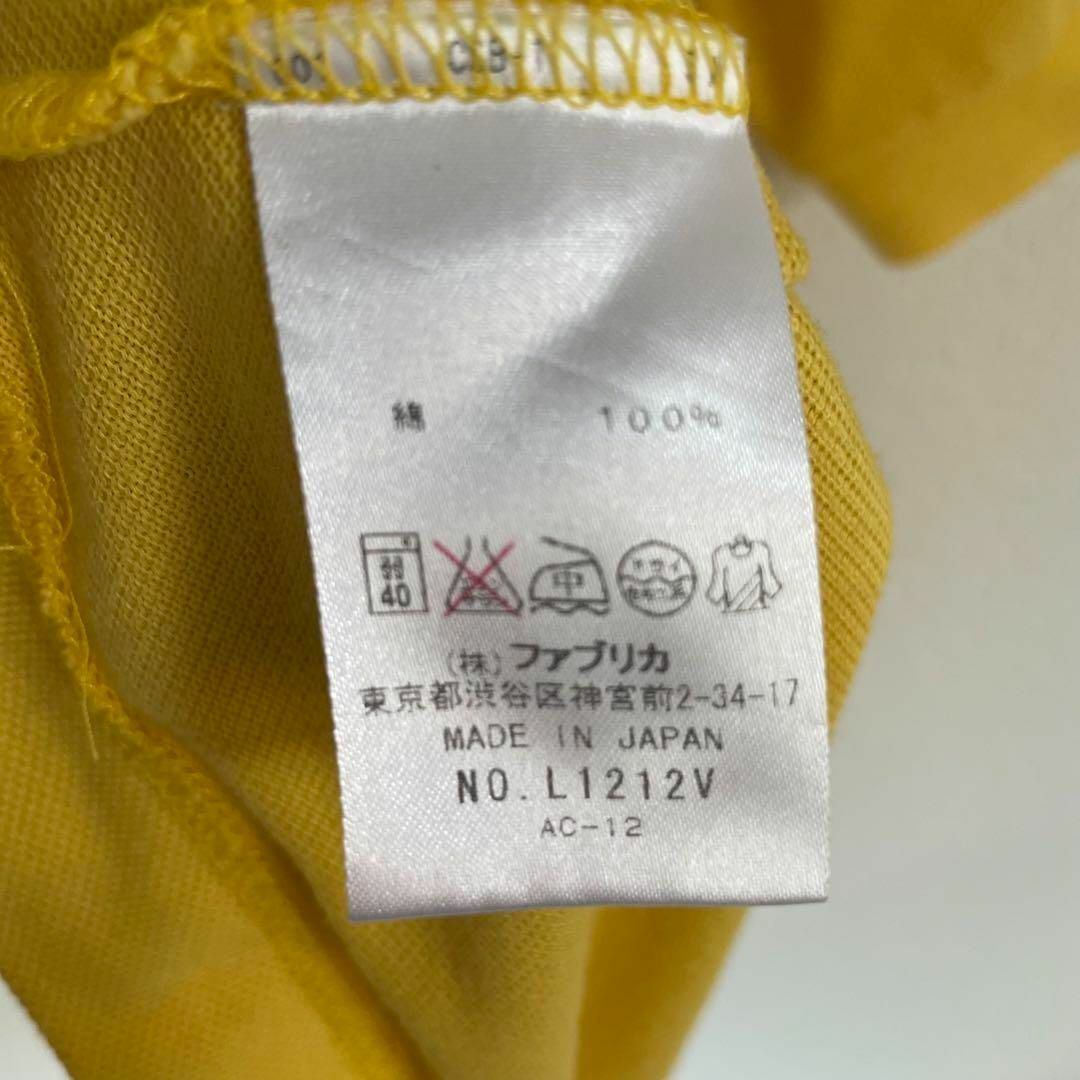 綿 100%
40 中
(株) ファブリカ
東京都渋谷区神宮前2-34-17
MADE IN JAPAN
NO. L1212V
AC-12